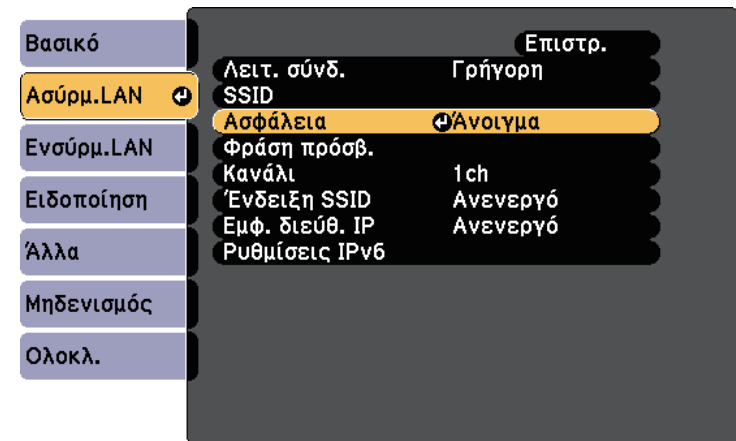 Βασικό
Ασύρμ.LAN
Ενσύρμ.LAN
Ειδοποίηση
Άλλα
Μηδενισμός
Ολοκλ.
Επιστρ.
Λειτ. σύνδ. Γρήγορη
SSID
Ασφάλεια Άνοιγμα
Φράση πρόσβ.
Κανάλι 1ch
Ένδειξη SSID Ανενεργό
Εμφ. διεύθ. IP Ανενεργό
Ρυθμίσεις IPv6